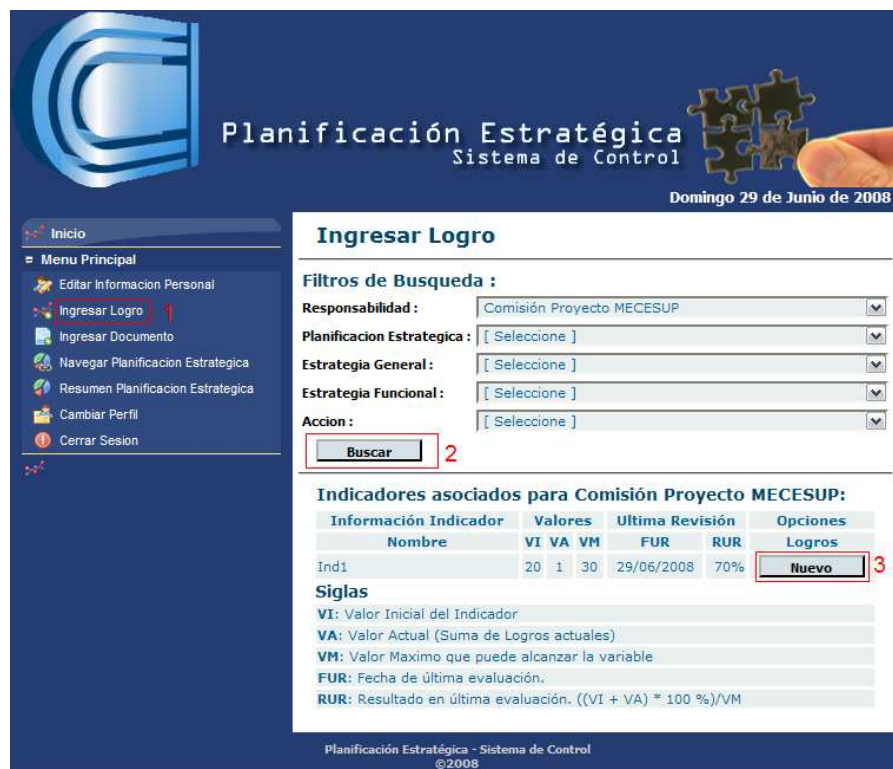 Planificación Estratégica
Sistema de Control
Domingo 29 de Junio de 2008
Inicio
Menu Principal
Editar Informacion Personal
Ingresar Logro 1
Ingresar Documento
Navegar Planificacion Estrategica
Resumen Planificacion Estrategica
Cambiar Perfil
Cerrar Sesion
Ingresar Logro
Filtros de Busqueda :
Responsabilidad : Comisión Proyecto MECESUP
Planificacion Estrategica : [ Seleccione ]
Estrategia General : [ Seleccione ]
Estrategia Funcional : [ Seleccione ]
Accion : [ Seleccione ]
Buscar 2
Indicadores asociados para Comisión Proyecto MECESUP:
Información Indicador Valores Ultima Revisión Opciones
Nombre VI VA VM FUR RUR Logros
Ind1 20 1 30 29/06/2008 70% Nuevo 3
Siglas
VI: Valor Inicial del Indicador
VA: Valor Actual (Suma de Logros actuales)
VM: Valor Maximo que puede alcanzar la variable
FUR: Fecha de última evaluación.
RUR: Resultado en última evaluación. ((VI + VA) * 100 %)/VM
Planificación Estratégica - Sistema de Control
©2008